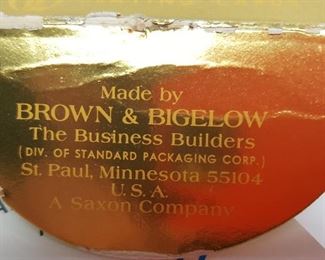 Made by
BROWN & BIGELOW
The Business Builders
(DIV. OF STANDARD PACKAGING CORP.)
St. Paul, Minnesota 55104
U. S. A.
A Saxon Company